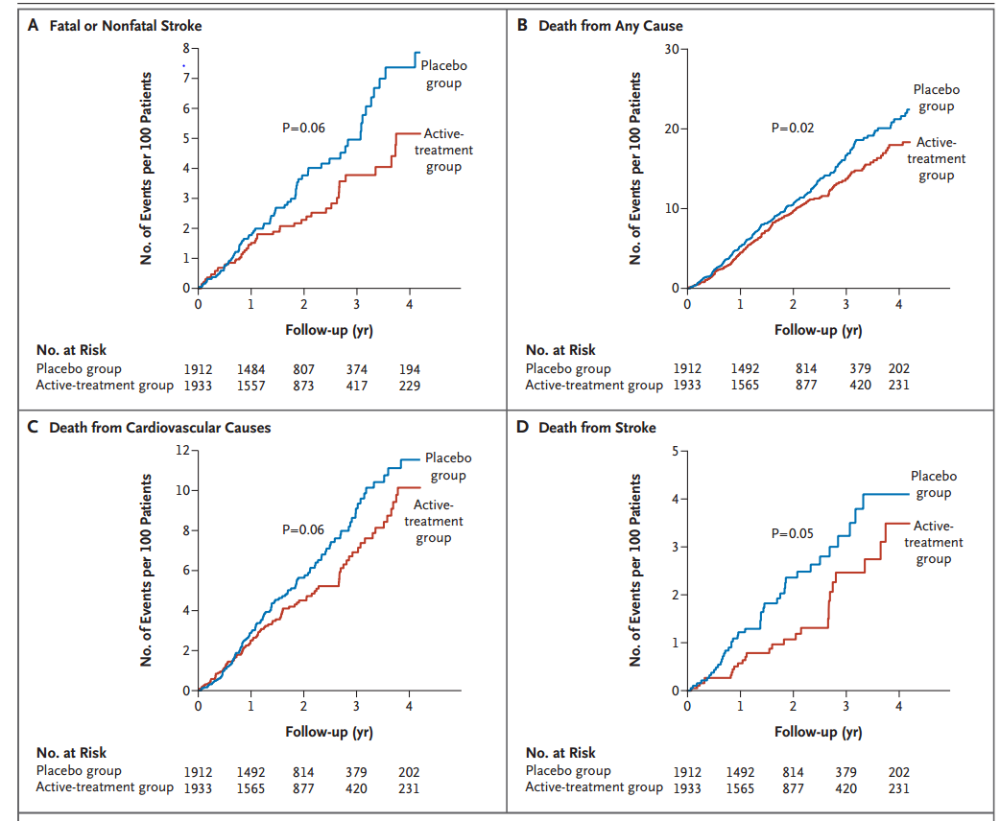 A Fatal or Nonfatal Stroke
No. of Events per 100 Patients
8
7
6
5
4
3
2
1
0
P=0.06
Placebo
group
Active-
treatment
group
0 1 2 3 4
Follow-up (yr)
No. at Risk
Placebo group 1912 1484 807 374 194
Active-treatment group 1933 1557 873 417 229
B Death from Any Cause
No. of Events per 100 Patients
30
20
10
0
P=0.02
Placebo
group
Active-
treatment
group
0 1 2 3 4
Follow-up (yr)
No. at Risk
Placebo group 1912 1492 814 379 202
Active-treatment group 1933 1565 877 420 231
C Death from Cardiovascular Causes
No. of Events per 100 Patients
12
10
8
6
4
2
0
P=0.06
Placebo
group
Active-
treatment
group
0 1 2 3 4
Follow-up (yr)
No. at Risk
Placebo group 1912 1492 814 379 202
Active-treatment group 1933 1565 877 420 231
D Death from Stroke
No. of Events per 100 Patients
5
4
3
2
1
0
P=0.05
Placebo
group
Active-
treatment
group
0 1 2 3 4
Follow-up (yr)
No. at Risk
Placebo group 1912 1492 814 379 202
Active-treatment group 1933 1565 877 420 231